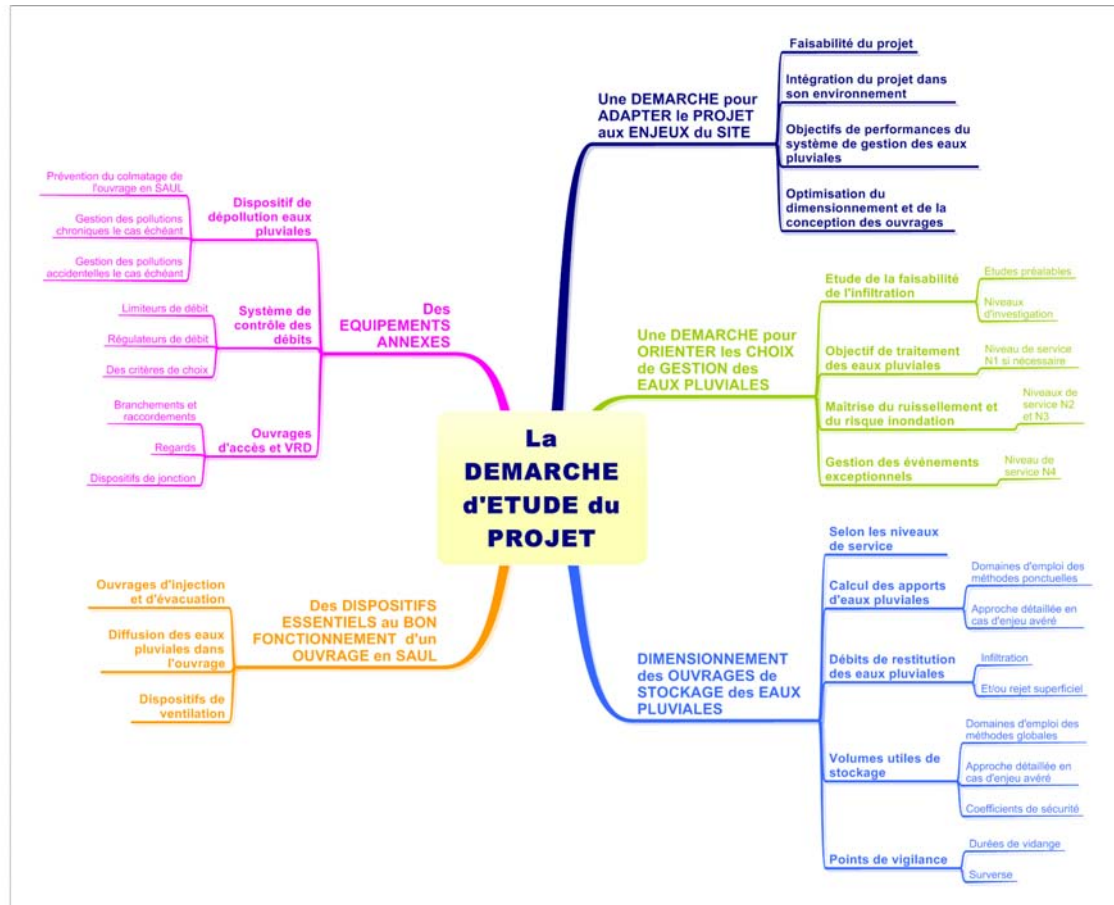 La
DEMARCHE
d'ETUDE du
PROJET
Une DEMARCHE pour
ADAPTER le PROJET
aux ENJEUX du SITE
Faisabilité du projet
Intégration du projet dans
son environnement
Objectifs de performances du
système de gestion des eaux
pluviales
Optimisation du
dimensionnement et de la
conception des ouvrages
Une DEMARCHE pour
ORIENTER les CHOIX
de GESTION des
EAUX PLUVIALES
Etude de la faisabilité
de l'infiltration
Etudes préalables
Niveaux
d'investigation
Objectif de traitement
des eaux pluviales
Niveau de service
N1 si nécessaire
Maîtrise du ruissellement et
du risque inondation
Niveaux de
service N2
et N3
Gestion des événements
exceptionnels
Niveau de
service N4
DIMENSIONNEMENT
des OUVRAGES de
STOCKAGE des EAUX
PLUVIALES
Selon les niveaux
de service
Calcul des apports
d'eaux pluviales
Domaines d'emploi des
méthodes ponctuelles
Approche détaillée en
cas d'enjeu avéré
Débits de restitution
des eaux pluviales
Infiltration
Et/ou rejet superficiel
Volumes utiles de
stockage
Domaines d'emploi des
méthodes globales
Approche détaillée en
cas d'enjeu avéré
Coefficients de sécurité
Points de vigilance
Durées de vidange
Surverse
Des DISPOSITIFS
ESSENTIELS au BON
FONCTIONNEMENT d'un
OUVRAGE en SAUL
Ouvrages d'injection
et d'évacuation
Diffusion des eaux
pluviales dans
l'ouvrage
Dispositifs de
ventilation
Des
EQUIPEMENTS
ANNEXES
Dispositif de
dépollution eaux
pluviales
Prévention du colmatage de
l'ouvrage en SAUL
Gestion des pollutions
chroniques le cas échéant
Gestion des pollutions
accidentelles le cas échéant
Système de
contrôle des
débits
Limiteurs de débit
Régulateurs de débit
Des critères de choix
Ouvrages
d'accès et VRD
Branchements et
raccordements
Regards
Dispositifs de jonction